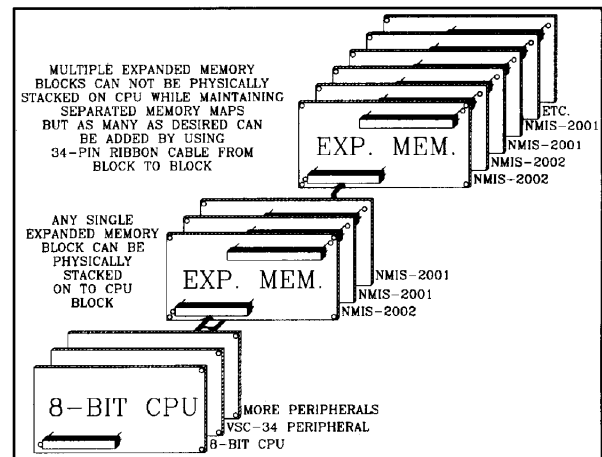 MULTIPLE EXPANDED MEMORY
BLOCKS CAN NOT BE PHYSICALLY
STACKED ON CPU WHILE MAINTAINING
SEPARATED MEMORY MAPS
BUT AS MANY AS DESIRED CAN
BE ADDED BY USING
34-PIN RIBBON CABLE FROM
BLOCK TO BLOCK
EXP. MEM.
ETC.
NMIS-2001
NMIS-2001
NMIS-2002
NMIS-2002
ANY SINGLE
EXPANDED MEMORY
BLOCK CAN BE
PHYSICALLY
STACKED
ON TO CPU
BLOCK
EXP. MEM.
NMIS-2001
NMIS-2001
NMIS-2002
8-BIT CPU
MORE PERIPHERALS
VSC-34 PERIPHERAL
8-BIT CPU